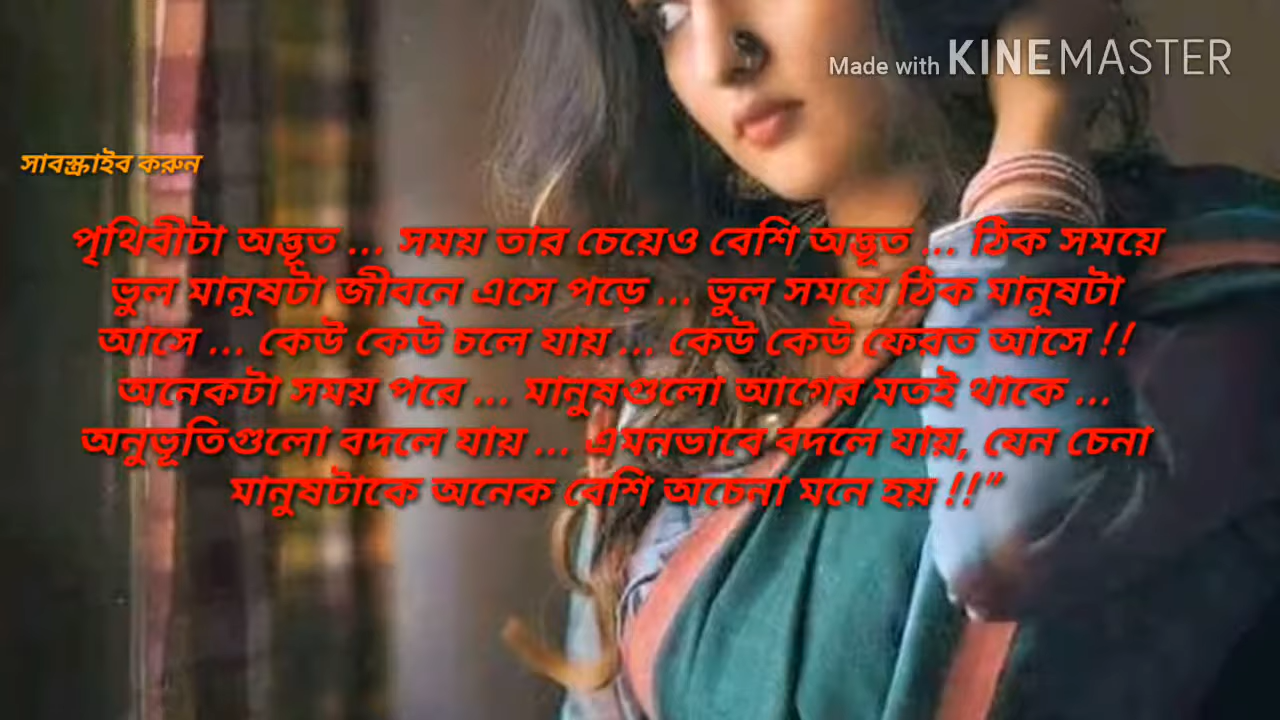 Made with KINEMASTER
সাবস্ক্রাইব করুন
পৃথিবীটা অদ্ভূত ... সময় তার চেয়েও বেশি অদ্ভূত ... ঠিক সময়ে
ভুল মানুষটা জীবনে এসে পড়ে ... ভুল সময়ে ঠিক মানুষটা
আসে ... কেউ কেউ চলে যায় ... কেউ কেউ ফেরত আসে !!
অনেকটা সময় পরে ... মানুষগুলো আগের মতই থাকে ...
অনুভূতিগুলো বদলে যায় ... এমনভাবে বদলে যায়, যেন চেনা
মানুষটাকে অনেক বেশি অচেনা মনে হয় !!”